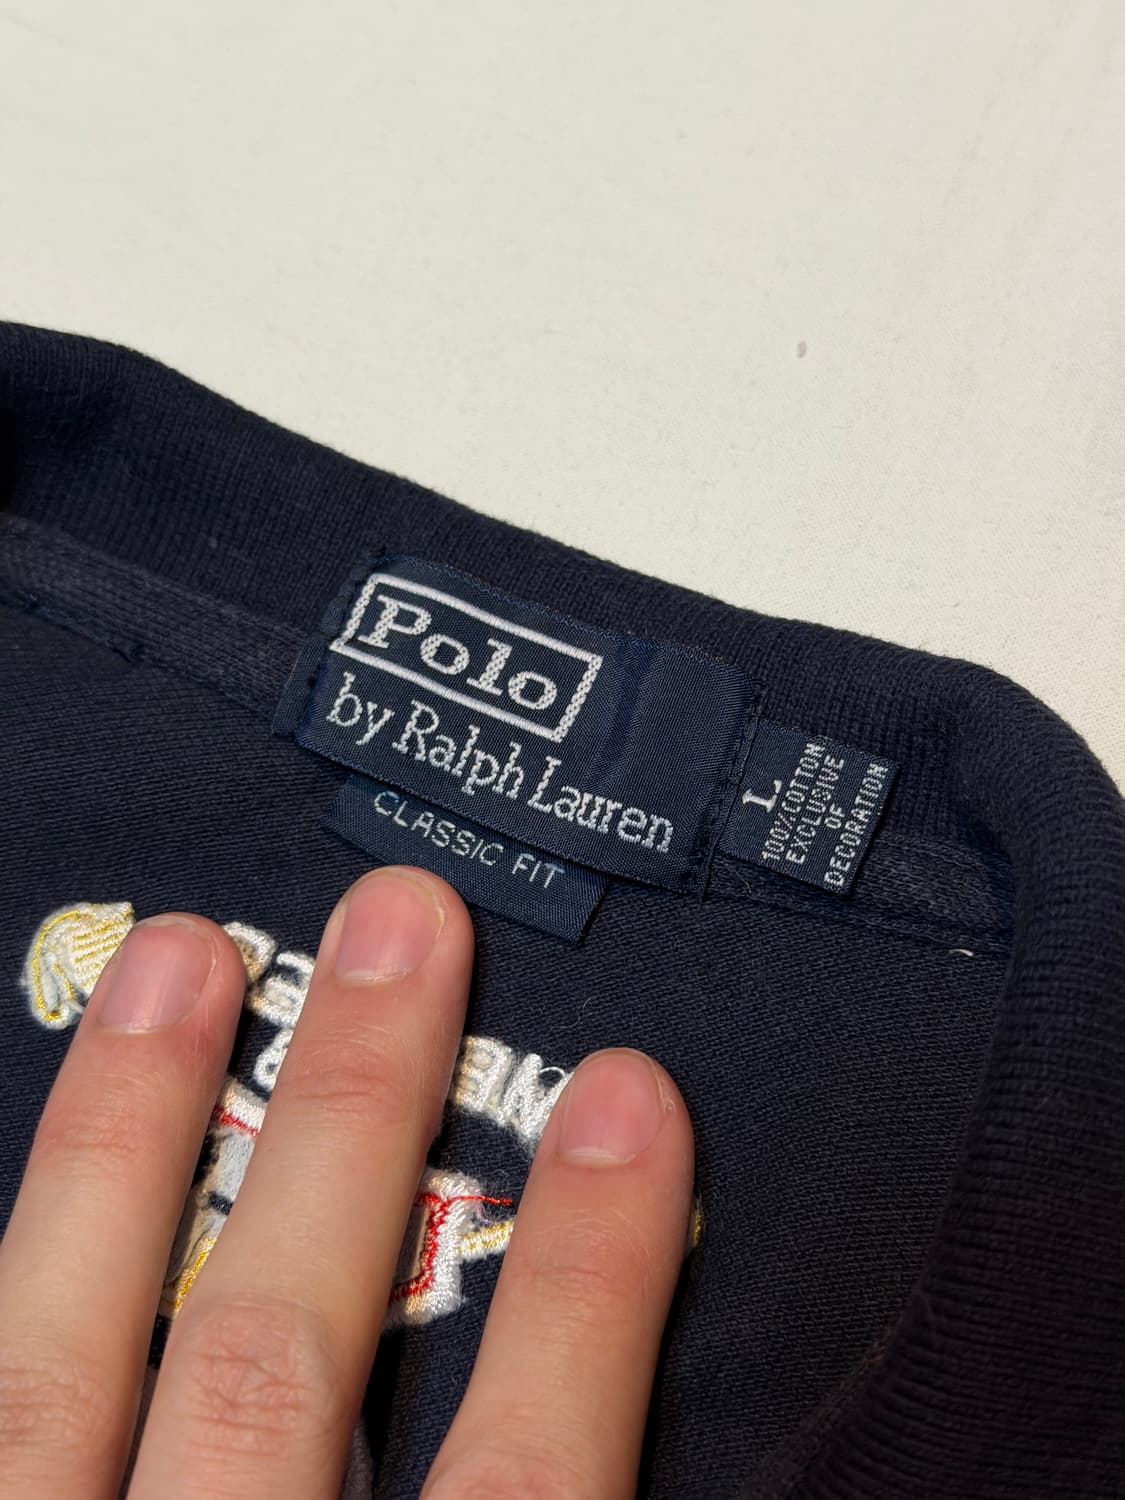 Polo
by Ralph Lauren
CLASSIC FIT
L
100% COTTON
EXCLUSIVE
OF
DECORATION